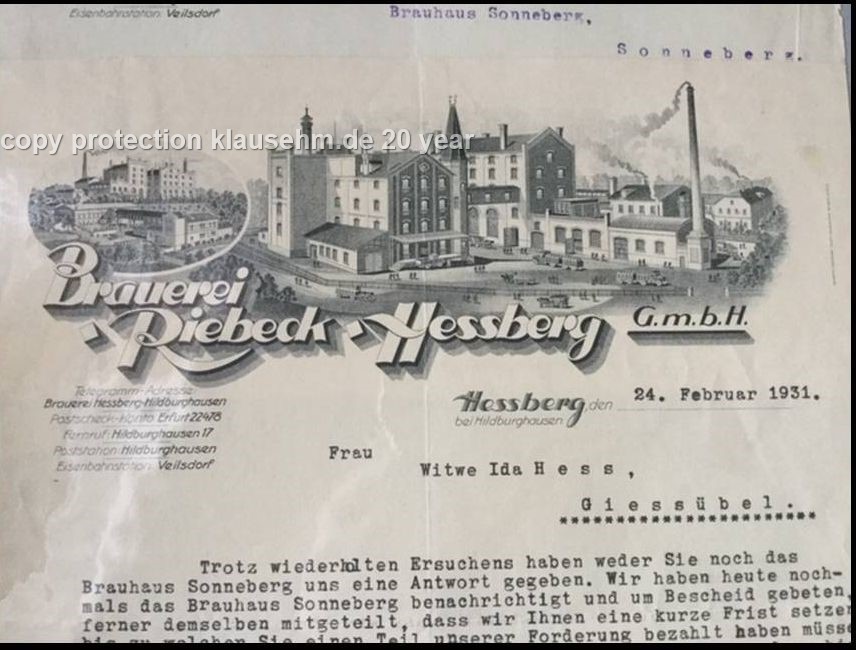 Eisenbahnstation: Veilsdorf
Brauhaus Sonneberg,
Sonneberg.
copy protection klausehm.de 20 year
Brauerei
Riebeck-Hessberg G.m.b.H.
Telegramm-Adresse:
Brauerei Hessberg-Hildburghausen
Postscheck-Konto Erfurt 22478
Fernruf: Hildburghausen 17
Poststation: Hildburghausen
Eisenbahnstation: Veilsdorf
Hessberg, den 24. Februar 1931.
bei Hildburghausen
Frau
Witwe Ida Hess,
Giessübel.
Trotz wiederholten Ersuchens haben weder Sie noch das
Brauhaus Sonneberg uns eine Antwort gegeben. Wir haben heute noch-
mals das Brauhaus Sonneberg benachrichtigt und um Bescheid gebeten,
ferner demselben mitgeteilt, dass wir Ihnen eine kurze Frist setzen
bis zu welcher Sie einen Teil unserer Forderung bezahlt haben müsse